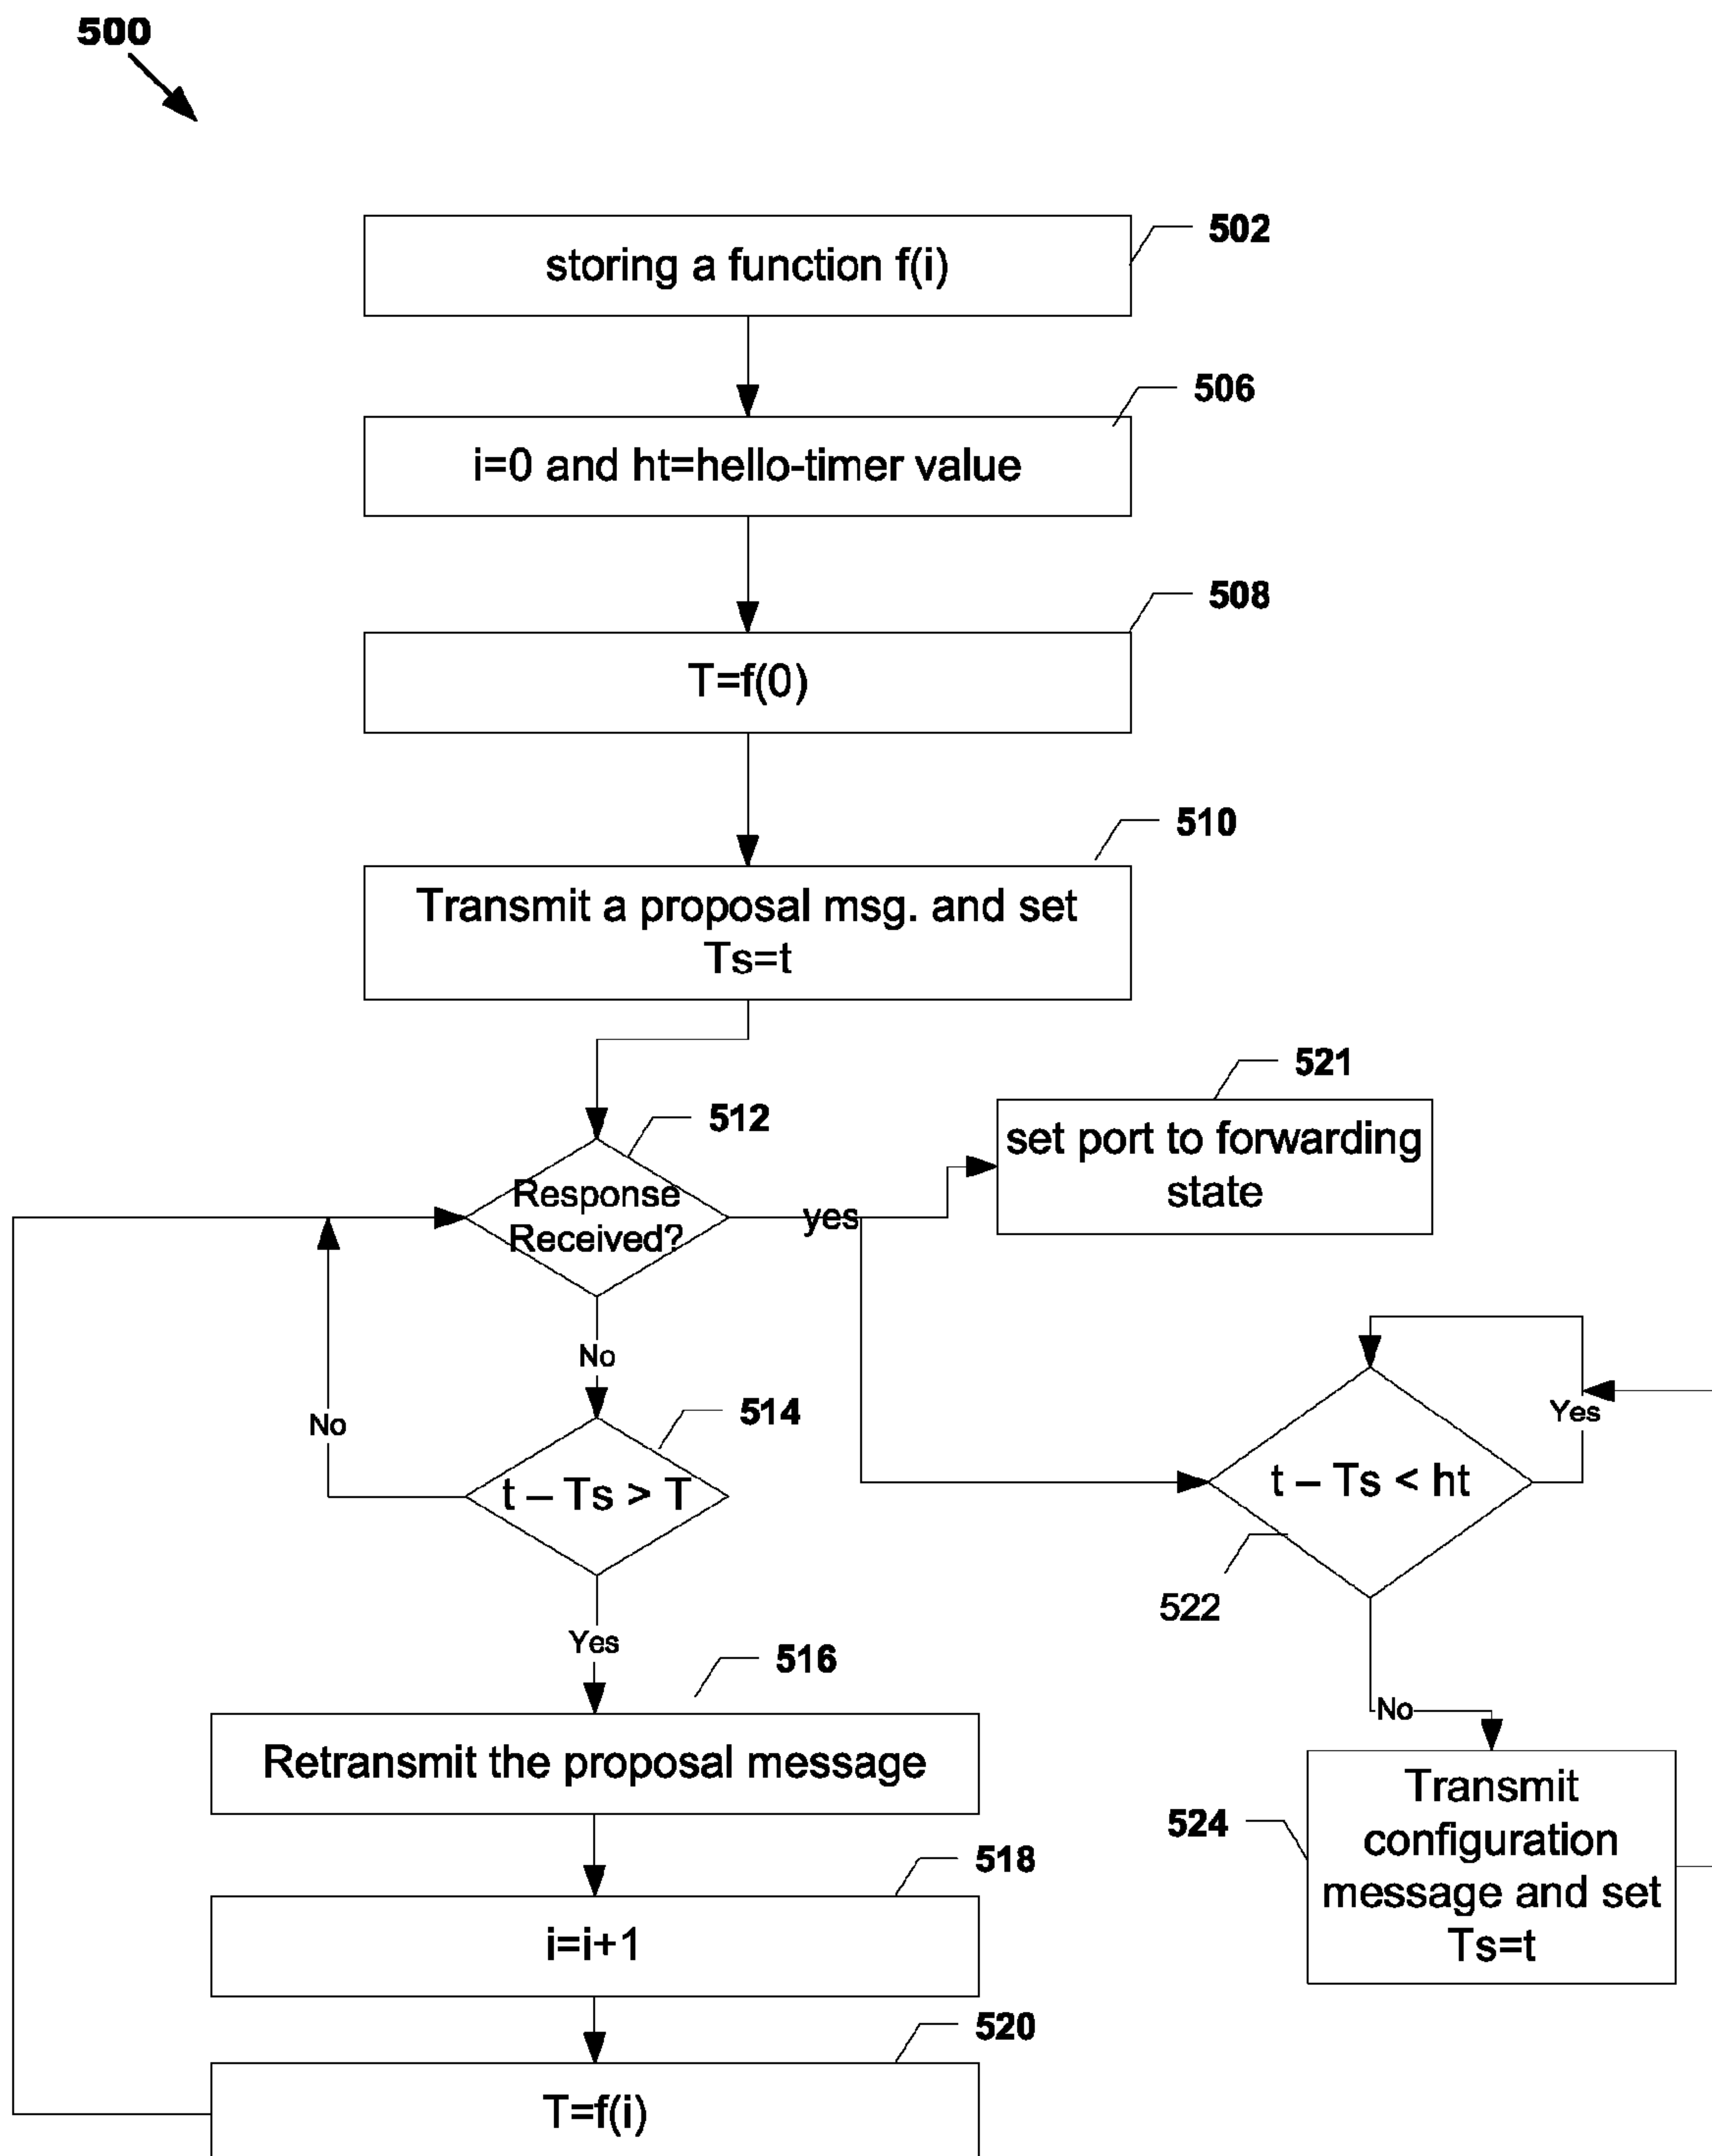 500
502
storing a function f(i)
506
i=0 and ht=hello-timer value
508
T=f(0)
510
Transmit a proposal msg. and set
Ts=t
521
set port to forwarding
state
512
Response
Received?
yes
No
No
514
t – Ts > T
Yes
t – Ts < ht
522
Yes
516
Retransmit the proposal message
No
524
Transmit
configuration
message and set
Ts=t
518
i=i+1
520
T=f(i)